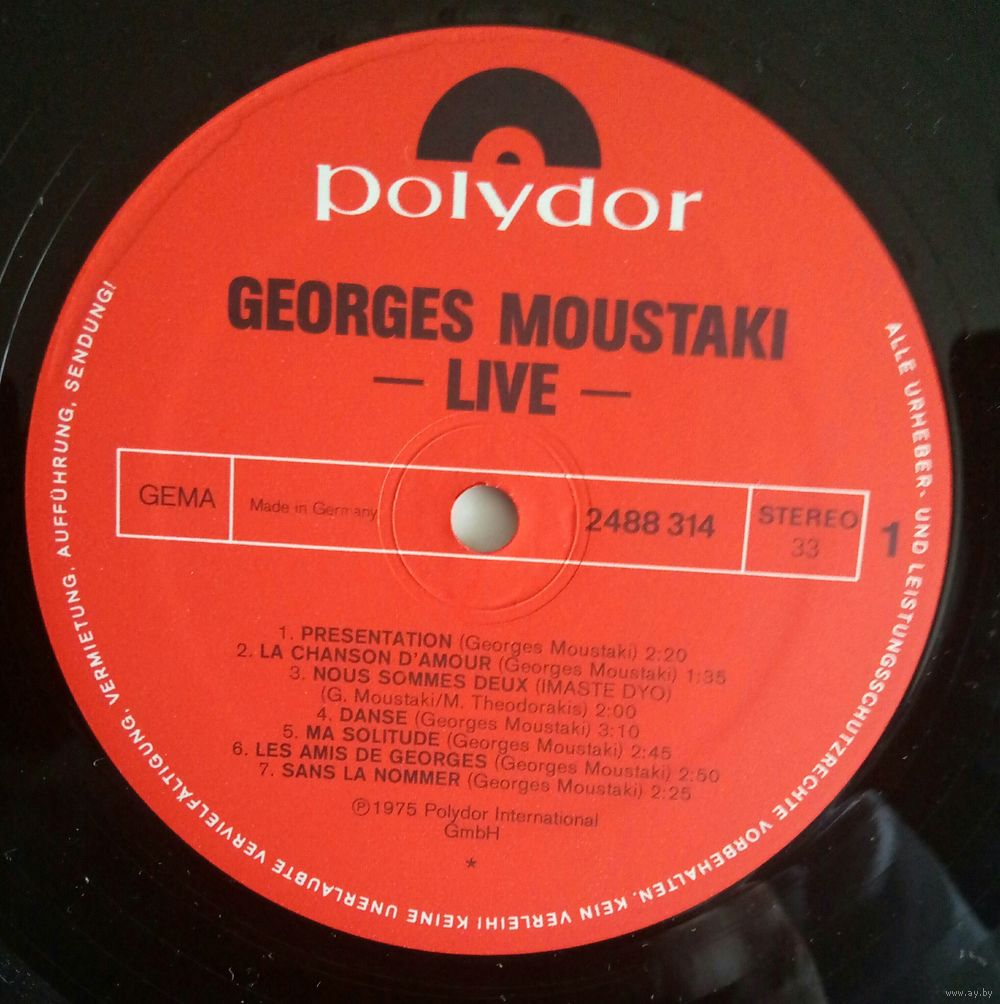 polydor
GEORGES MOUSTAKI
— LIVE —
GEMA
Made in Germany
2488 314
STEREO
33
1
1. PRESENTATION (Georges Moustaki) 2:20
2. LA CHANSON D'AMOUR (Georges Moustaki) 1:35
3. NOUS SOMMES DEUX (IMASTE DYO)
(G. Moustaki/M. Theodorakis) 2:00
4. DANSE (Georges Moustaki) 3:10
5. MA SOLITUDE (Georges Moustaki) 2:45
6. LES AMIS DE GEORGES (Georges Moustaki) 2:50
7. SANS LA NOMMER (Georges Moustaki) 2:25
℗ 1975 Polydor International
GmbH
*
ALLE URHEBER- UND LEISTUNGSSCHUTZRECHTE VORBEHALTEN. KEIN VERLEIH! KEINE UNERLAUBTE VERVIELFÄLTIGUNG, VERMIETUNG, AUFFÜHRUNG, SENDUNG!
www.ay.by